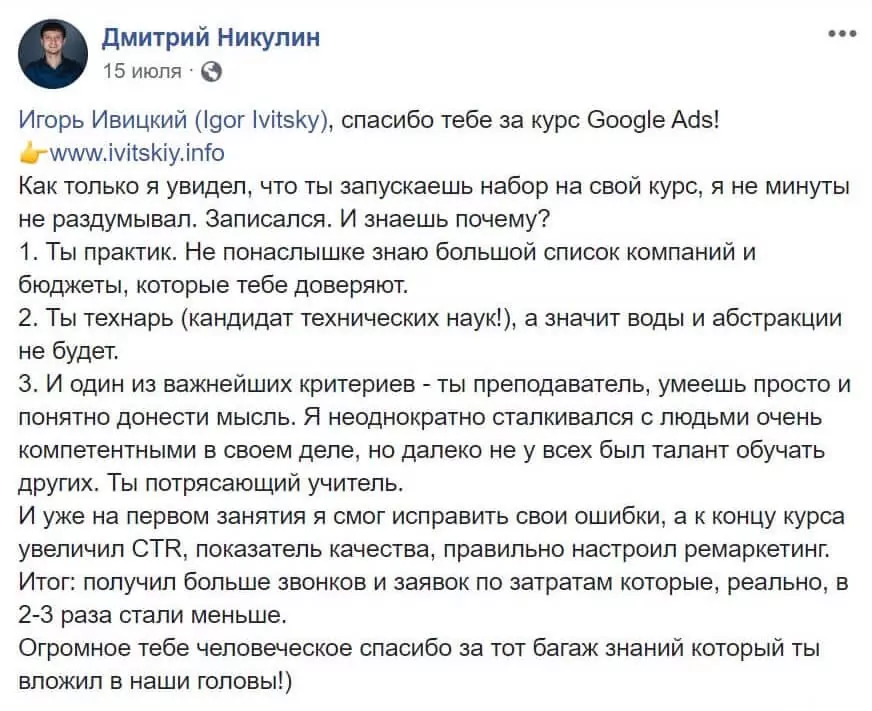 Дмитрий Никулин
15 июля ·
Игорь Ивицкий (Igor Ivitsky), спасибо тебе за курс Google Ads!
👉www.ivitskiy.info
Как только я увидел, что ты запускаешь набор на свой курс, я не минуты
не раздумывал. Записался. И знаешь почему?
1. Ты практик. Не понаслышке знаю большой список компаний и
бюджеты, которые тебе доверяют.
2. Ты технарь (кандидат технических наук!), а значит воды и абстракции
не будет.
3. И один из важнейших критериев - ты преподаватель, умеешь просто и
понятно донести мысль. Я неоднократно сталкивался с людьми очень
компетентными в своем деле, но далеко не у всех был талант обучать
других. Ты потрясающий учитель.
И уже на первом занятия я смог исправить свои ошибки, а к концу курса
увеличил CTR, показатель качества, правильно настроил ремаркетинг.
Итог: получил больше звонков и заявок по затратам которые, реально, в
2-3 раза стали меньше.
Огромное тебе человеческое спасибо за тот багаж знаний который ты
вложил в наши головы!)